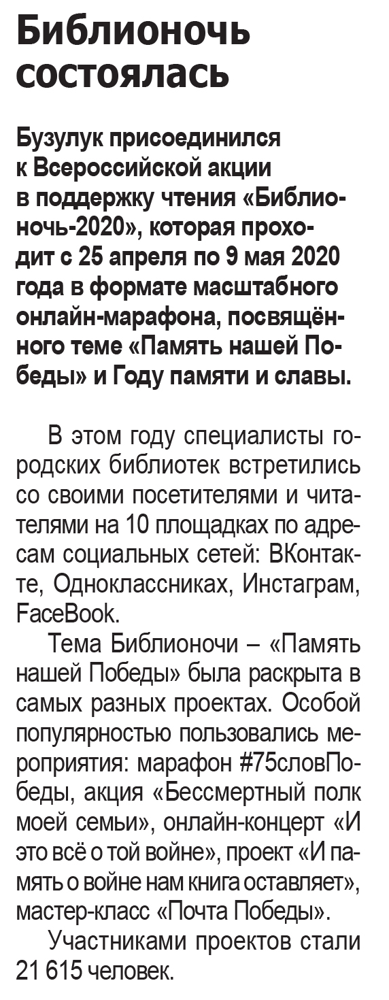 Библионочь
состоялась
Бузулук присоединился
к Всероссийской акции
в поддержку чтения «Библио-
ночь-2020», которая прохо-
дит с 25 апреля по 9 мая 2020
года в формате масштабного
онлайн-марафона, посвящён-
ного теме «Память нашей По-
беды» и Году памяти и славы.
В этом году специалисты го-
родских библиотек встретились
со своими посетителями и чита-
телями на 10 площадках по адре-
сам социальных сетей: ВКонтак-
те, Одноклассниках, Инстаграм,
FaceBook.
Тема Библионочи – «Память
нашей Победы» была раскрыта в
самых разных проектах. Особой
популярностью пользовались ме-
роприятия: марафон #75словПо-
беды, акция «Бессмертный полк
моей семьи», онлайн-концерт «И
это всё о той войне», проект «И па-
мять о войне нам книга оставляет»,
мастер-класс «Почта Победы».
Участниками проектов стали
21 615 человек.